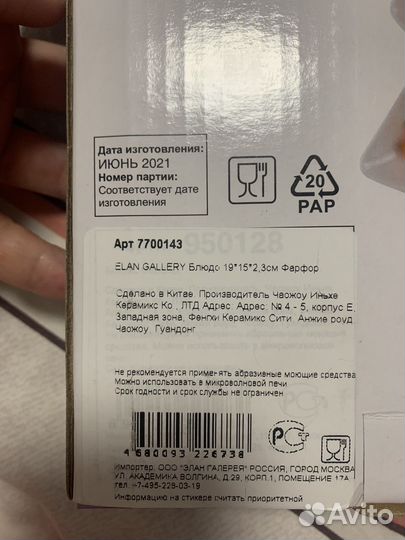 Дата изготовления:
ИЮНЬ 2021
Номер партии:
Соответствует дате
изготовления
20
PAP
Арт 7700143
950128
ELAN GALLERY Блюдо 19*15*2,3см Фарфор
Сделано в Китае. Производитель Чаожоу Иньхе
Керамикс Ко., ЛТД Адрес: Адрес: № 4 - 5, корпус Е,
Западная зона, Фенгхи Керамикс Сити, Анжие роуд,
Чаожоу, Гуандонг
Не рекомендуется применять абразивные моющие средства
Можно использовать в микроволновой печи
Срок годности и срок службы не ограничен
4 680093 226738
РСТ
Импортер: ООО "ЭЛАН ГАЛЕРЕЯ" РОССИЯ, ГОРОД МОСКВА
УЛ. АКАДЕМИКА ВОЛГИНА, Д.29, КОРП.1, ПОМЕЩЕНИЕ 17А
тел.+7-495-228-03-19
Информацию на стикере считать приоритетной
Avito